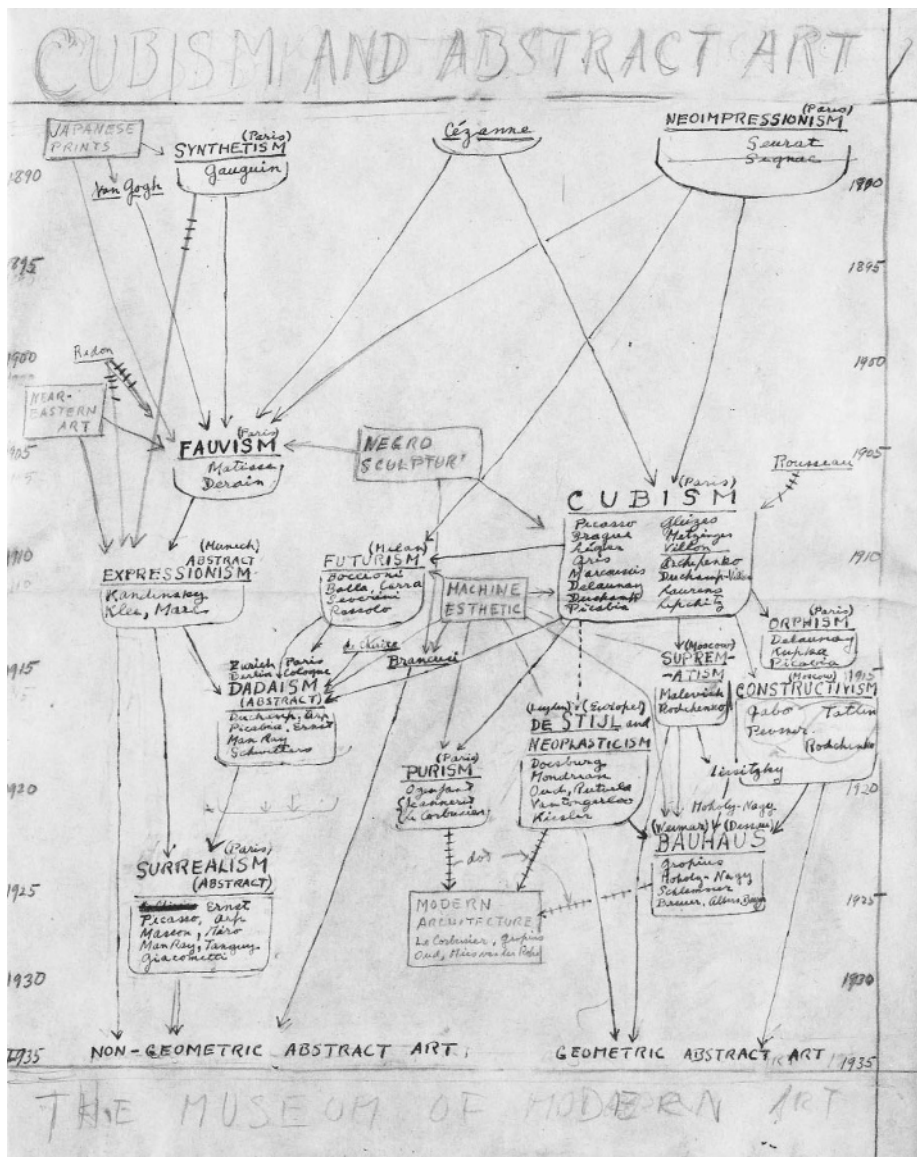 CUBISM AND ABSTRACT ART
JAPANESE
PRINTS
(Paris)
SYNTHETISM
Gauguin
Van Gogh
Cézanne
(Paris)
NEOIMPRESSIONISM
Seurat
Signac
1890
1890
1895
1895
1900
1900
Redon
NEAR-
EASTERN
ART
(Paris)
FAUVISM
Matisse
Derain
NEGRO
SCULPTUR
1905
1905
Rousseau
(Paris)
CUBISM
Picasso
Braque
Léger
Gris
Marcoussis
Delaunay
Duchamp
Picabia
Gleizes
Metzinger
Villon
Archipenko
Duchamp-Villon
Laurens
Lipchitz
1910
1910
(Munich)
ABSTRACT
EXPRESSIONISM
Kandinsky
Klee, Marc
(Milan)
FUTURISM
Boccioni
Balla, Carra
Severini
Rossolo
MACHINE
ESTHETIC
(Paris)
ORPHISM
Delaunay
Kupka
Picabia
de Chirico
Brancusi
1915
1915
Zurich Paris
Berlin Cologne
DADAISM
(ABSTRACT)
Duchamp, Arp
Picabia, Ernst
Man Ray
Schwitters
(Moscow)
SUPREM-
ATISM
Malevich
Rodchenko
(Moscow)
CONSTRUCTIVISM
Gabo
Tatlin
Pevsner
Rodchenko
(Leyden) (Europe)
DE STIJL and
NEOPLASTICISM
Doesburg
Mondrian
Oud, Rietveld
Vantongerloo
Kiesler
(Paris)
PURISM
Ozenfant
Jeanneret
Le Corbusier
Lissitzky
Moholy-Nagy
1920
1920
(Weimar) (Dessau)
BAUHAUS
Gropius
Moholy-Nagy
Schlemmer
Breuer, Albers
(Paris)
SURREALISM
(ABSTRACT)
Ernst
Picasso, Arp
Masson, Miro
Man Ray, Tanguy
Giacometti
1925
1925
MODERN
ARCHITECTURE
Le Corbusier, Gropius
Oud, Mies van der Rohe
1930
1930
1935
NON-GEOMETRIC ABSTRACT ART
GEOMETRIC ABSTRACT ART
1935
THE MUSEUM OF MODERN ART